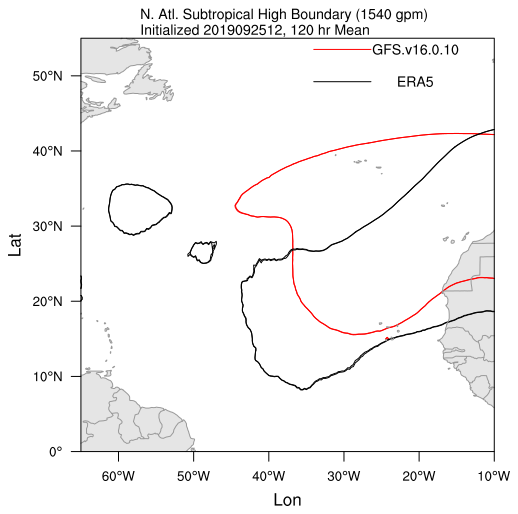 N. Atl. Subtropical High Boundary (1540 gpm)
Initialized 2019092512, 120 hr Mean
GFS.v16.0.10
ERA5
50°N
40°N
30°N
20°N
10°N
0°
Lat
60°W 50°W 40°W 30°W 20°W 10°W
Lon